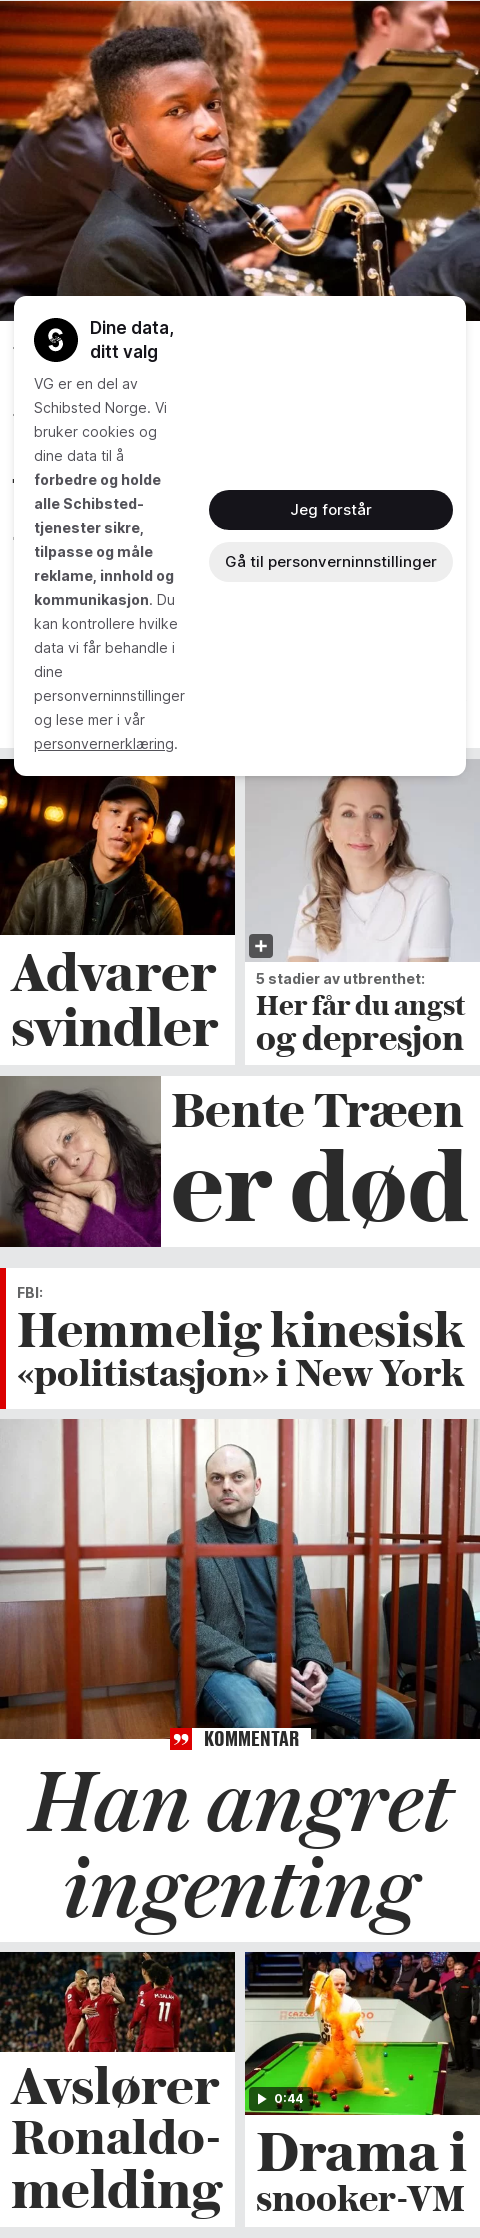 Dine data,
ditt valg
VG er en del av
Schibsted Norge. Vi
bruker cookies og
dine data til å
forbedre og holde
alle Schibsted-
tjenester sikre,
tilpasse og måle
reklame, innhold og
kommunikasjon. Du
kan kontrollere hvilke
data vi får behandle i
dine
personverninnstillinger
og lese mer i vår
personvernerklæring.
Jeg forstår
Gå til personverninnstillinger
Advarer
svindler
5 stadier av utbrenthet:
Her får du angst
og depresjon
Bente Træen
er død
FBI:
Hemmelig kinesisk
«politistasjon» i New York
KOMMENTAR
Han angret
ingenting
M.SALAH
11
Avslører
Ronaldo-
melding
0:44
Drama i
snooker-VM